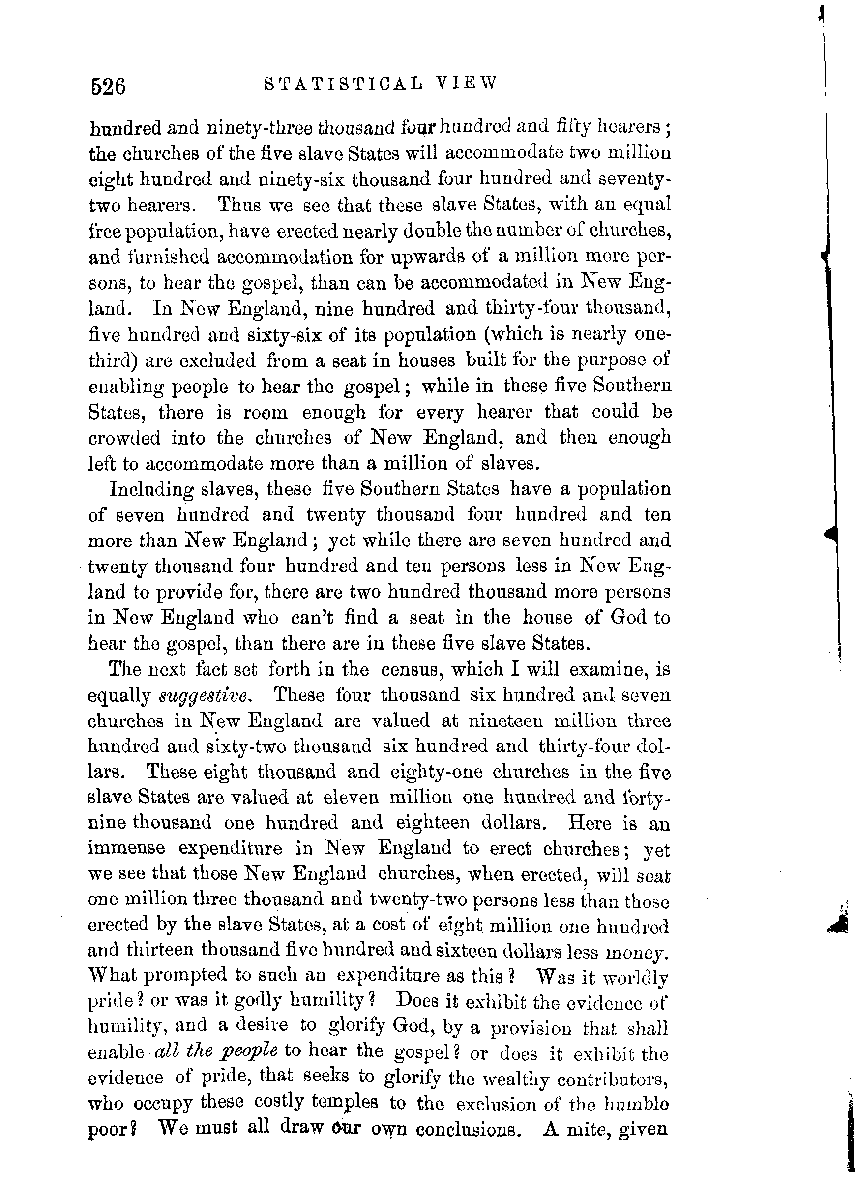 526 STATISTICAL VIEW
hundred and ninety-three thousand four hundred and fifty hearers;
the churches of the five slave States will accommodate two million
eight hundred and ninety-six thousand four hundred and seventy-
two hearers. Thus we see that these slave States, with an equal
free population, have erected nearly double the number of churches,
and furnished accommodation for upwards of a million more per-
sons, to hear the gospel, than can be accommodated in New Eng-
land. In New England, nine hundred and thirty-four thousand,
five hundred and sixty-six of its population (which is nearly one-
third) are excluded from a seat in houses built for the purpose of
enabling people to hear the gospel; while in these five Southern
States, there is room enough for every hearer that could be
crowded into the churches of New England, and then enough
left to accommodate more than a million of slaves.
Including slaves, these five Southern States have a population
of seven hundred and twenty thousand four hundred and ten
more than New England; yet while there are seven hundred and
twenty thousand four hundred and ten persons less in New Eng-
land to provide for, there are two hundred thousand more persons
in New England who can't find a seat in the house of God to
hear the gospel, than there are in these five slave States.
The next fact set forth in the census, which I will examine, is
equally suggestive. These four thousand six hundred and seven
churches in New England are valued at nineteen million three
hundred and sixty-two thousand six hundred and thirty-four dol-
lars. These eight thousand and eighty-one churches in the five
slave States are valued at eleven million one hundred and forty-
nine thousand one hundred and eighteen dollars. Here is an
immense expenditure in New England to erect churches; yet
we see that those New England churches, when erected, will seat
one million three thousand and twenty-two persons less than those
erected by the slave States, at a cost of eight million one hundred
and thirteen thousand five hundred and sixteen dollars less money.
What prompted to such an expenditure as this? Was it worldly
pride? or was it godly humility? Does it exhibit the evidence of
humility, and a desire to glorify God, by a provision that shall
enable all the people to hear the gospel? or does it exhibit the
evidence of pride, that seeks to glorify the wealthy contributors,
who occupy these costly temples to the exclusion of the humble
poor? We must all draw our own conclusions. A mite, given